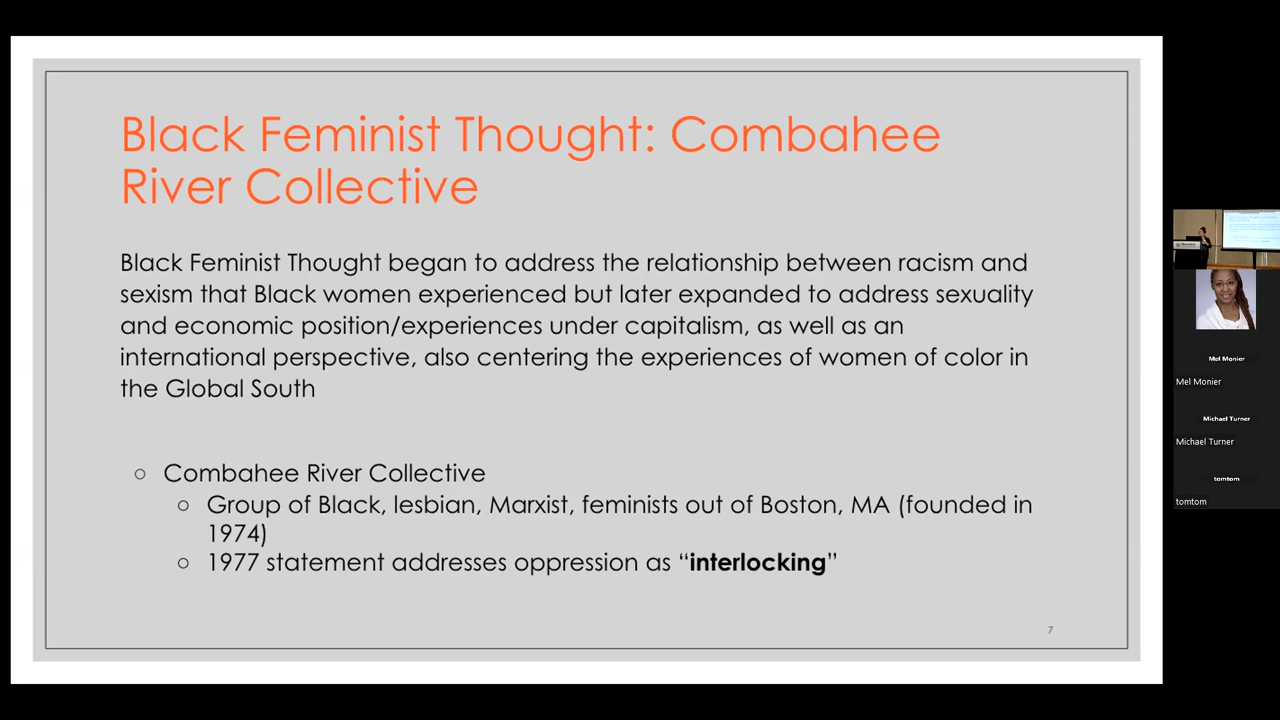 Black Feminist Thought: Combahee
River Collective
Black Feminist Thought began to address the relationship between racism and
sexism that Black women experienced but later expanded to address sexuality
and economic position/experiences under capitalism, as well as an
international perspective, also centering the experiences of women of color in
the Global South
○ Combahee River Collective
○ Group of Black, lesbian, Marxist, feminists out of Boston, MA (founded in
1974)
○ 1977 statement addresses oppression as “interlocking”
7
Mel Monier
Mel Monier
Michael Turner
Michael Turner
tomtom
tomtom